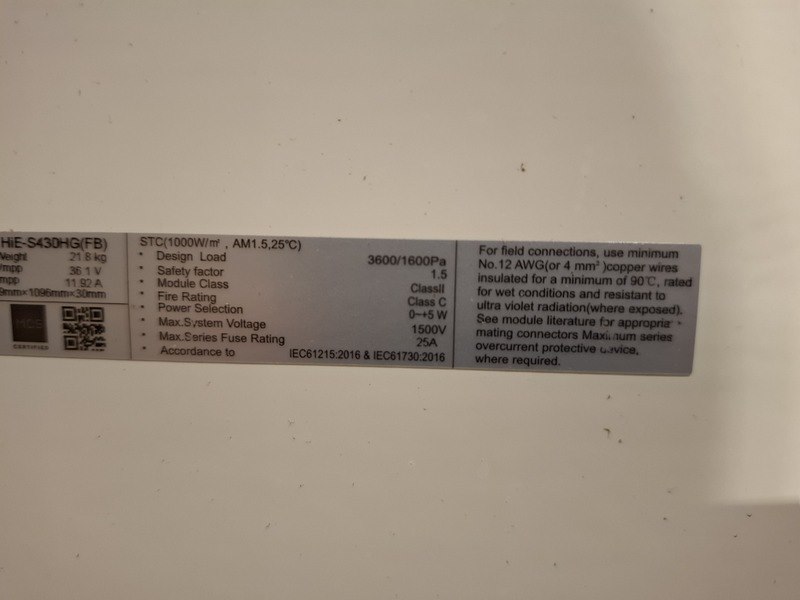 HiE-S430HG(FB)
Weight 21.8 kg
Vmpp 36.1 V
Impp 11.92 A
9mm×1096mm×30mm
MCS
CERTIFIED
STC(1000W/㎡ , AM1.5,25℃)
* Design Load 3600/1600Pa
* Safety factor 1.5
* Module Class ClassII
* Fire Rating Class C
* Power Selection 0~+5 W
* Max.System Voltage 1500V
* Max.Series Fuse Rating 25A
* Accordance to IEC61215:2016 & IEC61730:2016
For field connections, use minimum
No.12 AWG(or 4 mm² )copper wires
insulated for a minimum of 90℃, rated
for wet conditions and resistant to
ultra violet radiation(where exposed).
See module literature for appropria
mating connectors Maximum series
overcurrent protective device,
where required.